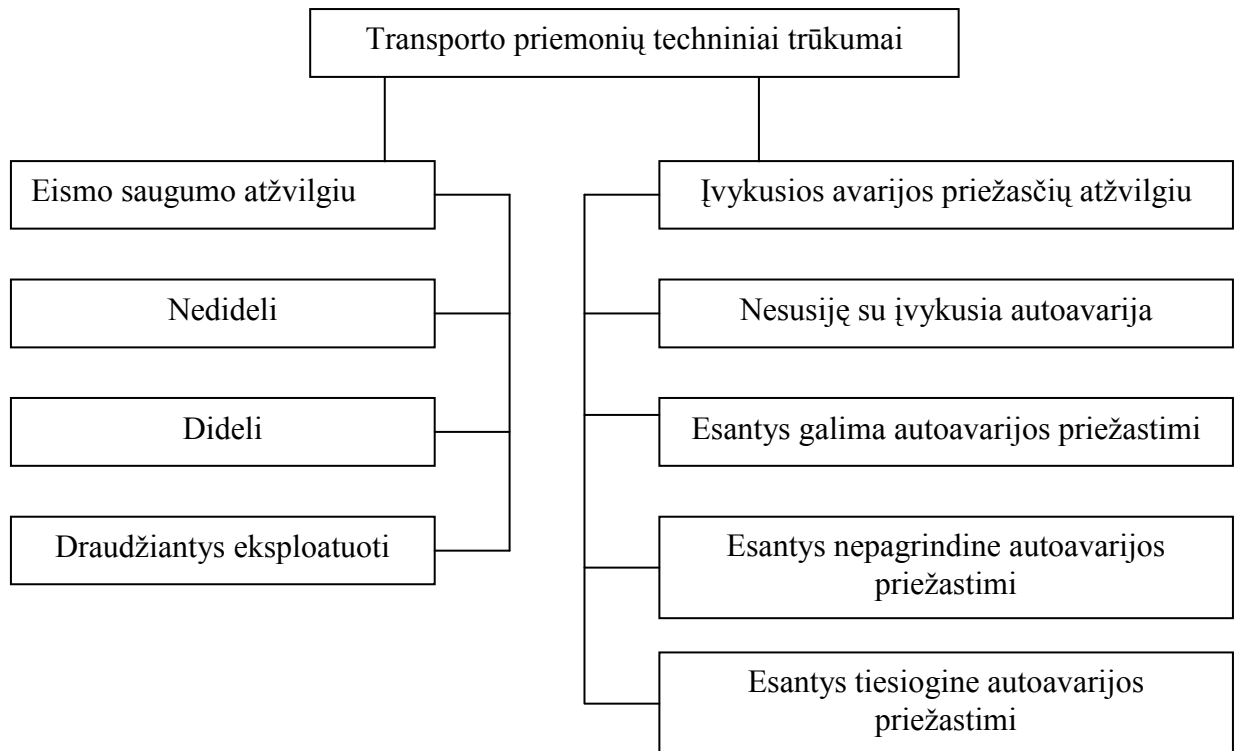 Transporto priemonių techniniai trūkumai
Eismo saugumo atžvilgiu
Nedideli
Dideli
Draudžiantys eksploatuoti
Įvykusios avarijos priežasčių atžvilgiu
Nesusiję su įvykusia autoavarija
Esantys galima autoavarijos priežastimi
Esantys nepagrindine autoavarijos
priežastimi
Esantys tiesiogine autoavarijos
priežastimi